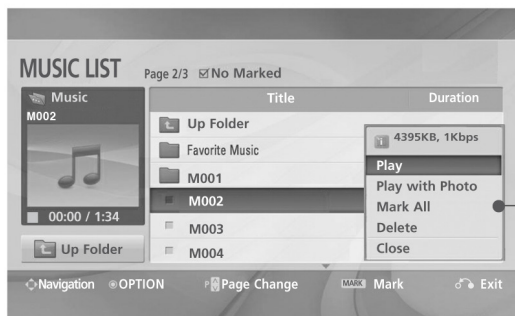 MUSIC LIST
Page 2/3 ☑No Marked
Music
M002
00:00 / 1:34
Up Folder
Title Duration
Up Folder
Favorite Music
M001
M002
M003
M004
4395KB, 1Kbps
Play
Play with Photo
Mark All
Delete
Close
Navigation OPTION P Page Change MARK Mark Exit